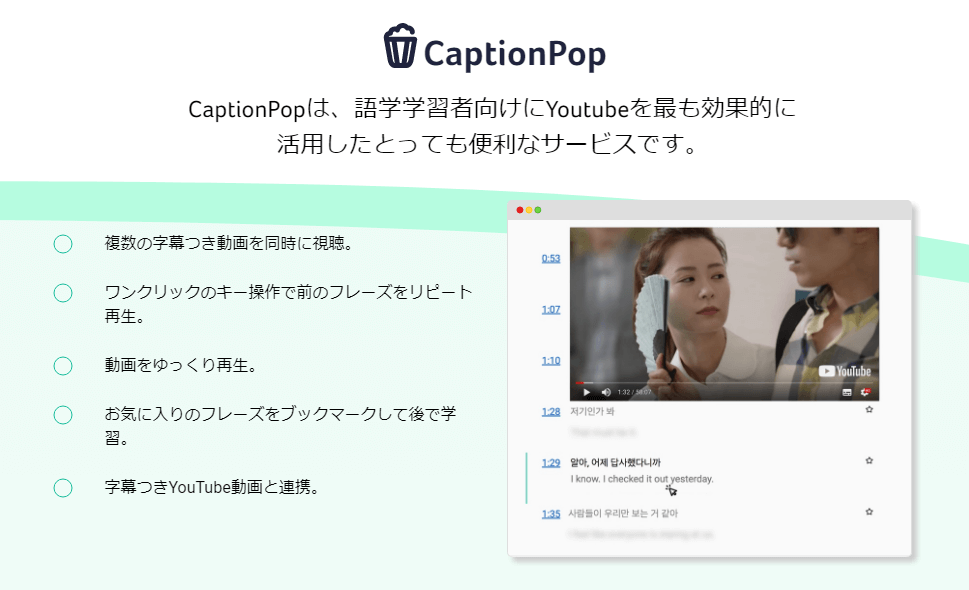 CaptionPop
CaptionPopは、語学学習者向けにYoutubeを最も効果的に
活用したとっても便利なサービスです。
複数の字幕つき動画を同時に視聴。
ワンクリックのキー操作で前のフレーズをリピート
再生。
動画をゆっくり再生。
お気に入りのフレーズをブックマークして後で学
習。
字幕つきYouTube動画と連携。
0:53
1:07
1:10
YouTube
1:32 / 59:07
1:28 저기인가 봐
1:29 알아, 어제 답사했다니까
I know. I checked it out yesterday.
1:35 사람들이 우리만 보는 거 같아